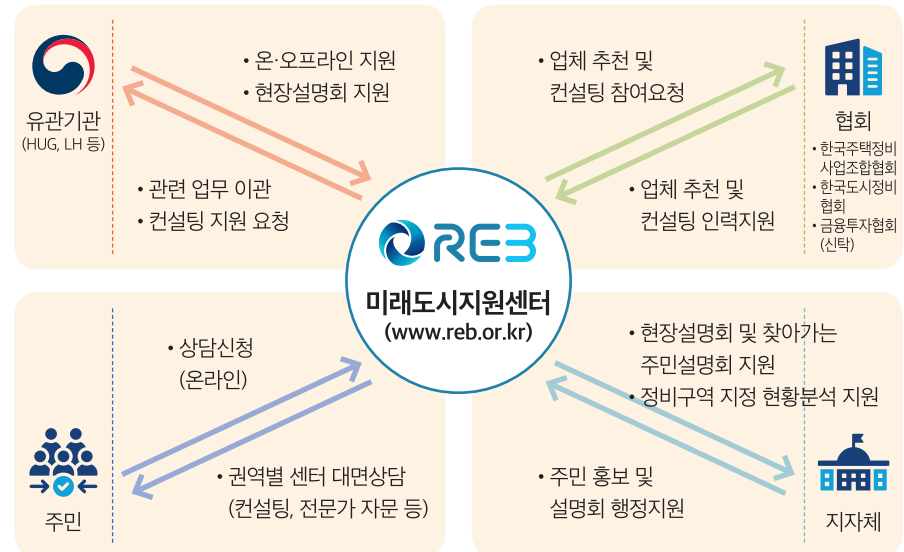 유관기관
(HUG, LH 등)
• 온·오프라인 지원
• 현장설명회 지원
• 관련 업무 이관
• 컨설팅 지원 요청
• 업체 추천 및
컨설팅 참여요청
• 업체 추천 및
컨설팅 인력지원
협회
• 한국주택정비
사업조합협회
• 한국도시정비
협회
• 금융투자협회
(신탁)
REB
미래도시지원센터
(www.reb.or.kr)
• 상담신청
(온라인)
• 권역별 센터 대면상담
(컨설팅, 전문가 자문 등)
주민
• 현장설명회 및 찾아가는
주민설명회 지원
• 정비구역 지정 현황분석 지원
• 주민 홍보 및
설명회 행정지원
지자체